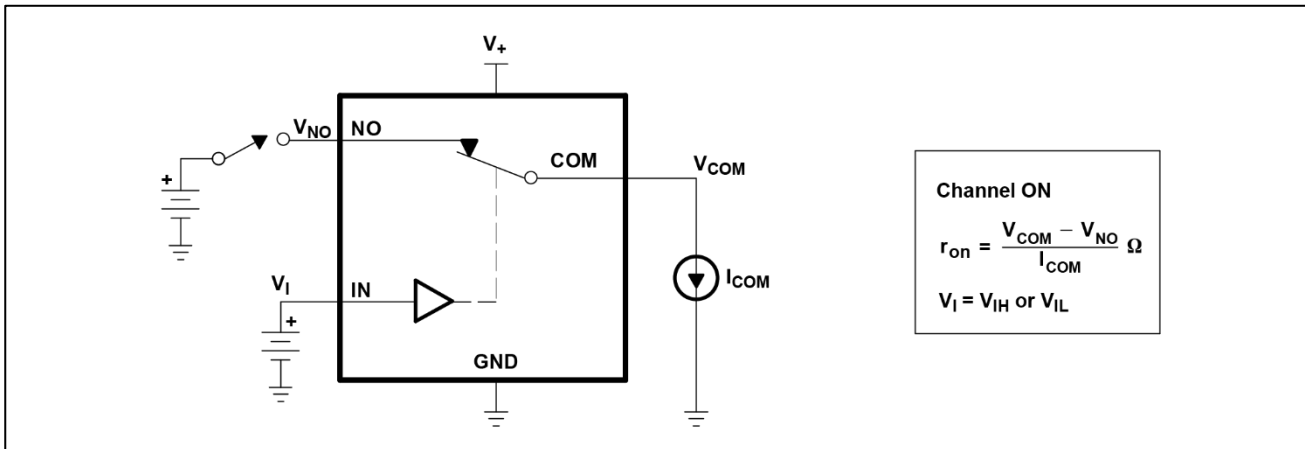 V+
VNO NO
COM
VCOM
+
VI IN
+
ICOM
GND
Channel ON
ron = VCOM − VNO / ICOM Ω
VI = VIH or VIL